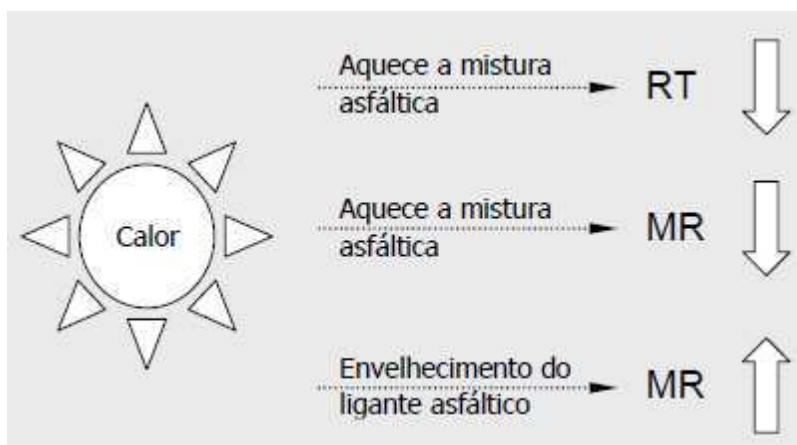 Aquece a mistura
asfáltica
RT
Calor
Aquece a mistura
asfáltica
MR
Envelhecimento do
ligante asfáltico
MR